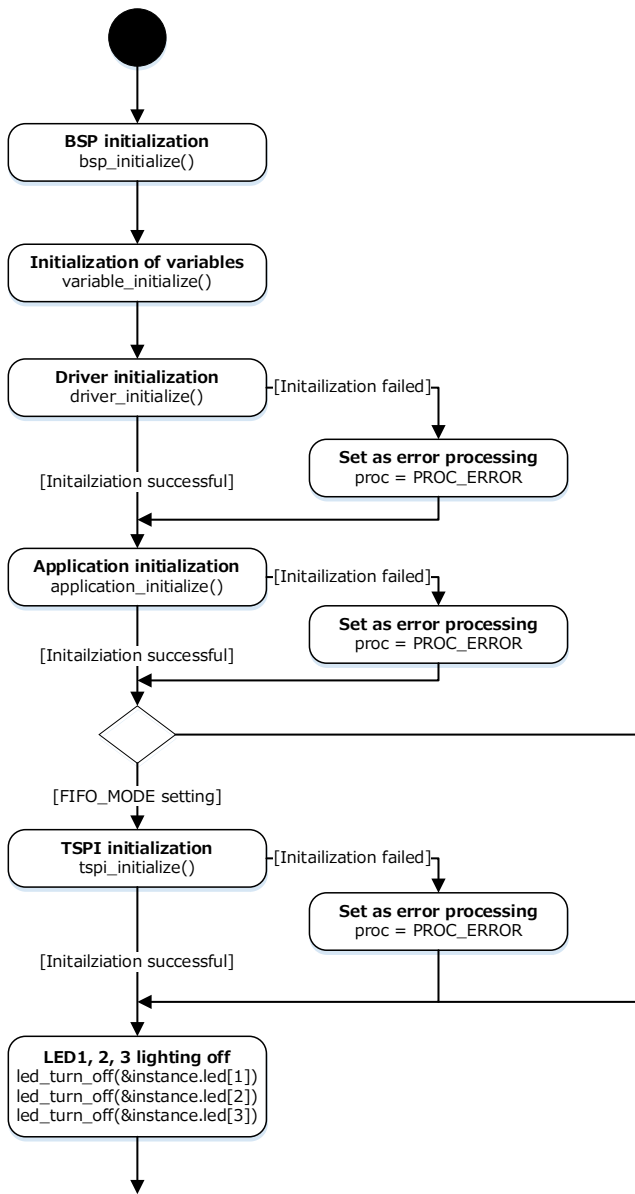 BSP initialization
bsp_initialize()
Initialization of variables
variable_initialize()
Driver initialization
driver_initialize()
[Initailization failed]
Set as error processing
proc = PROC_ERROR
[Initailziation successful]
Application initialization
application_initialize()
[Initailization failed]
Set as error processing
proc = PROC_ERROR
[Initailziation successful]
[FIFO_MODE setting]
TSPI initialization
tspi_initialize()
[Initailization failed]
Set as error processing
proc = PROC_ERROR
[Initailziation successful]
LED1, 2, 3 lighting off
led_turn_off(&instance.led[1])
led_turn_off(&instance.led[2])
led_turn_off(&instance.led[3])